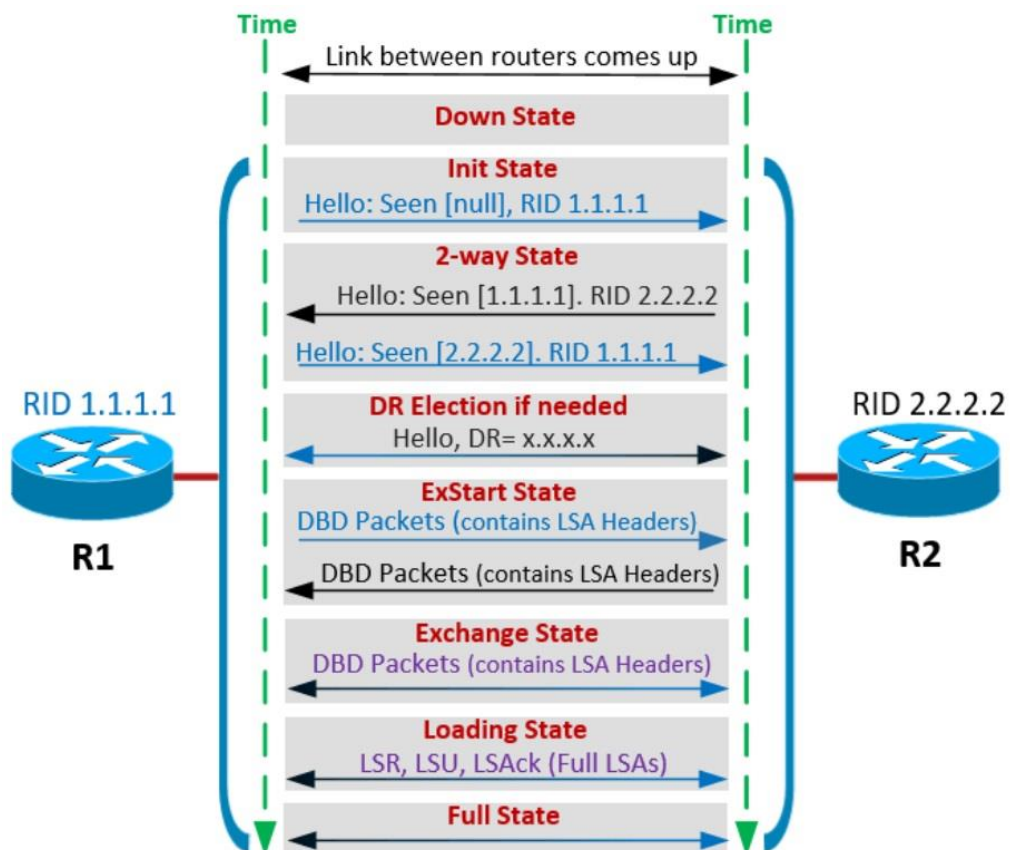 Time Time
Link between routers comes up
Down State
Init State
Hello: Seen [null], RID 1.1.1.1
2-way State
Hello: Seen [1.1.1.1]. RID 2.2.2.2
Hello: Seen [2.2.2.2]. RID 1.1.1.1
RID 1.1.1.1
R1
DR Election if needed
Hello, DR= x.x.x.x
ExStart State
DBD Packets (contains LSA Headers)
DBD Packets (contains LSA Headers)
RID 2.2.2.2
R2
Exchange State
DBD Packets (contains LSA Headers)
Loading State
LSR, LSU, LSAck (Full LSAs)
Full State